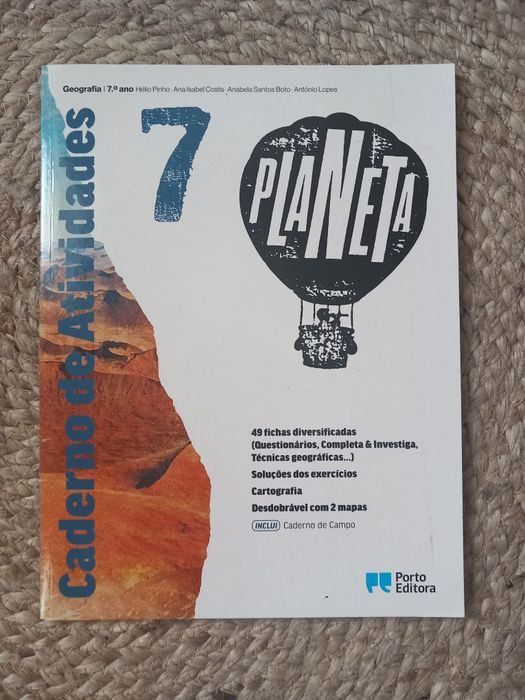 Geografia | 7.º ano Hélio Pinho · Ana Isabel Costa · Anabela Santos Boto · António Lopes
Caderno de Atividades
7
PLANETA
49 fichas diversificadas
(Questionários, Completa & Investiga,
Técnicas geográficas...)
Soluções dos exercícios
Cartografia
Desdobrável com 2 mapas
INCLUI Caderno de Campo
Porto
Editora